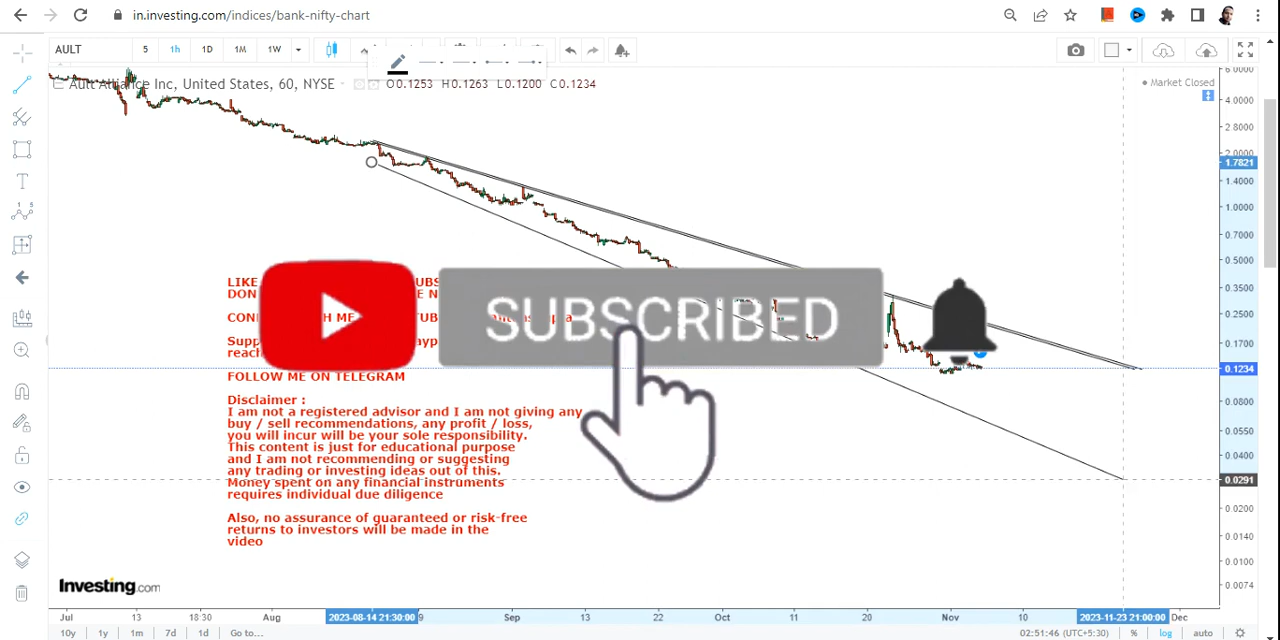 in.investing.com/indices/bank-nifty-chart
AULT 5 1h 1D 1M 1W
Ault Alliance Inc, United States, 60, NYSE O0.1253 H0.1263 L0.1200 C0.1234
Market Closed
6.0000
4.0000
2.8000
2.0000
1.7821
1.4000
1.0000
0.7000
0.5000
0.3500
0.2500
0.1700
0.1234
0.0800
0.0550
0.0400
0.0291
0.0200
0.0140
0.0100
0.0074
SUBSCRIBED
LIKE
DON
CON
Supp
reac
FOLLOW ME ON TELEGRAM
Disclaimer :
I am not a registered advisor and I am not giving any
buy / sell recommendations, any profit / loss,
you will incur will be your sole responsibility.
This content is just for educational purpose
and I am not recommending or suggesting
any trading or investing ideas out of this.
Money spent on any financial instruments
requires individual due diligence
Also, no assurance of guaranteed or risk-free
returns to investors will be made in the
video
Investing.com
Jul 13 18:30 Aug 2023-08-14 21:30:00 9 Sep 13 22 Oct 11 20 Nov 10 2023-11-23 21:00:00 Dec
10y 1y 1m 7d 1d Go to... 02:51:46 (UTC+5:30) % log auto